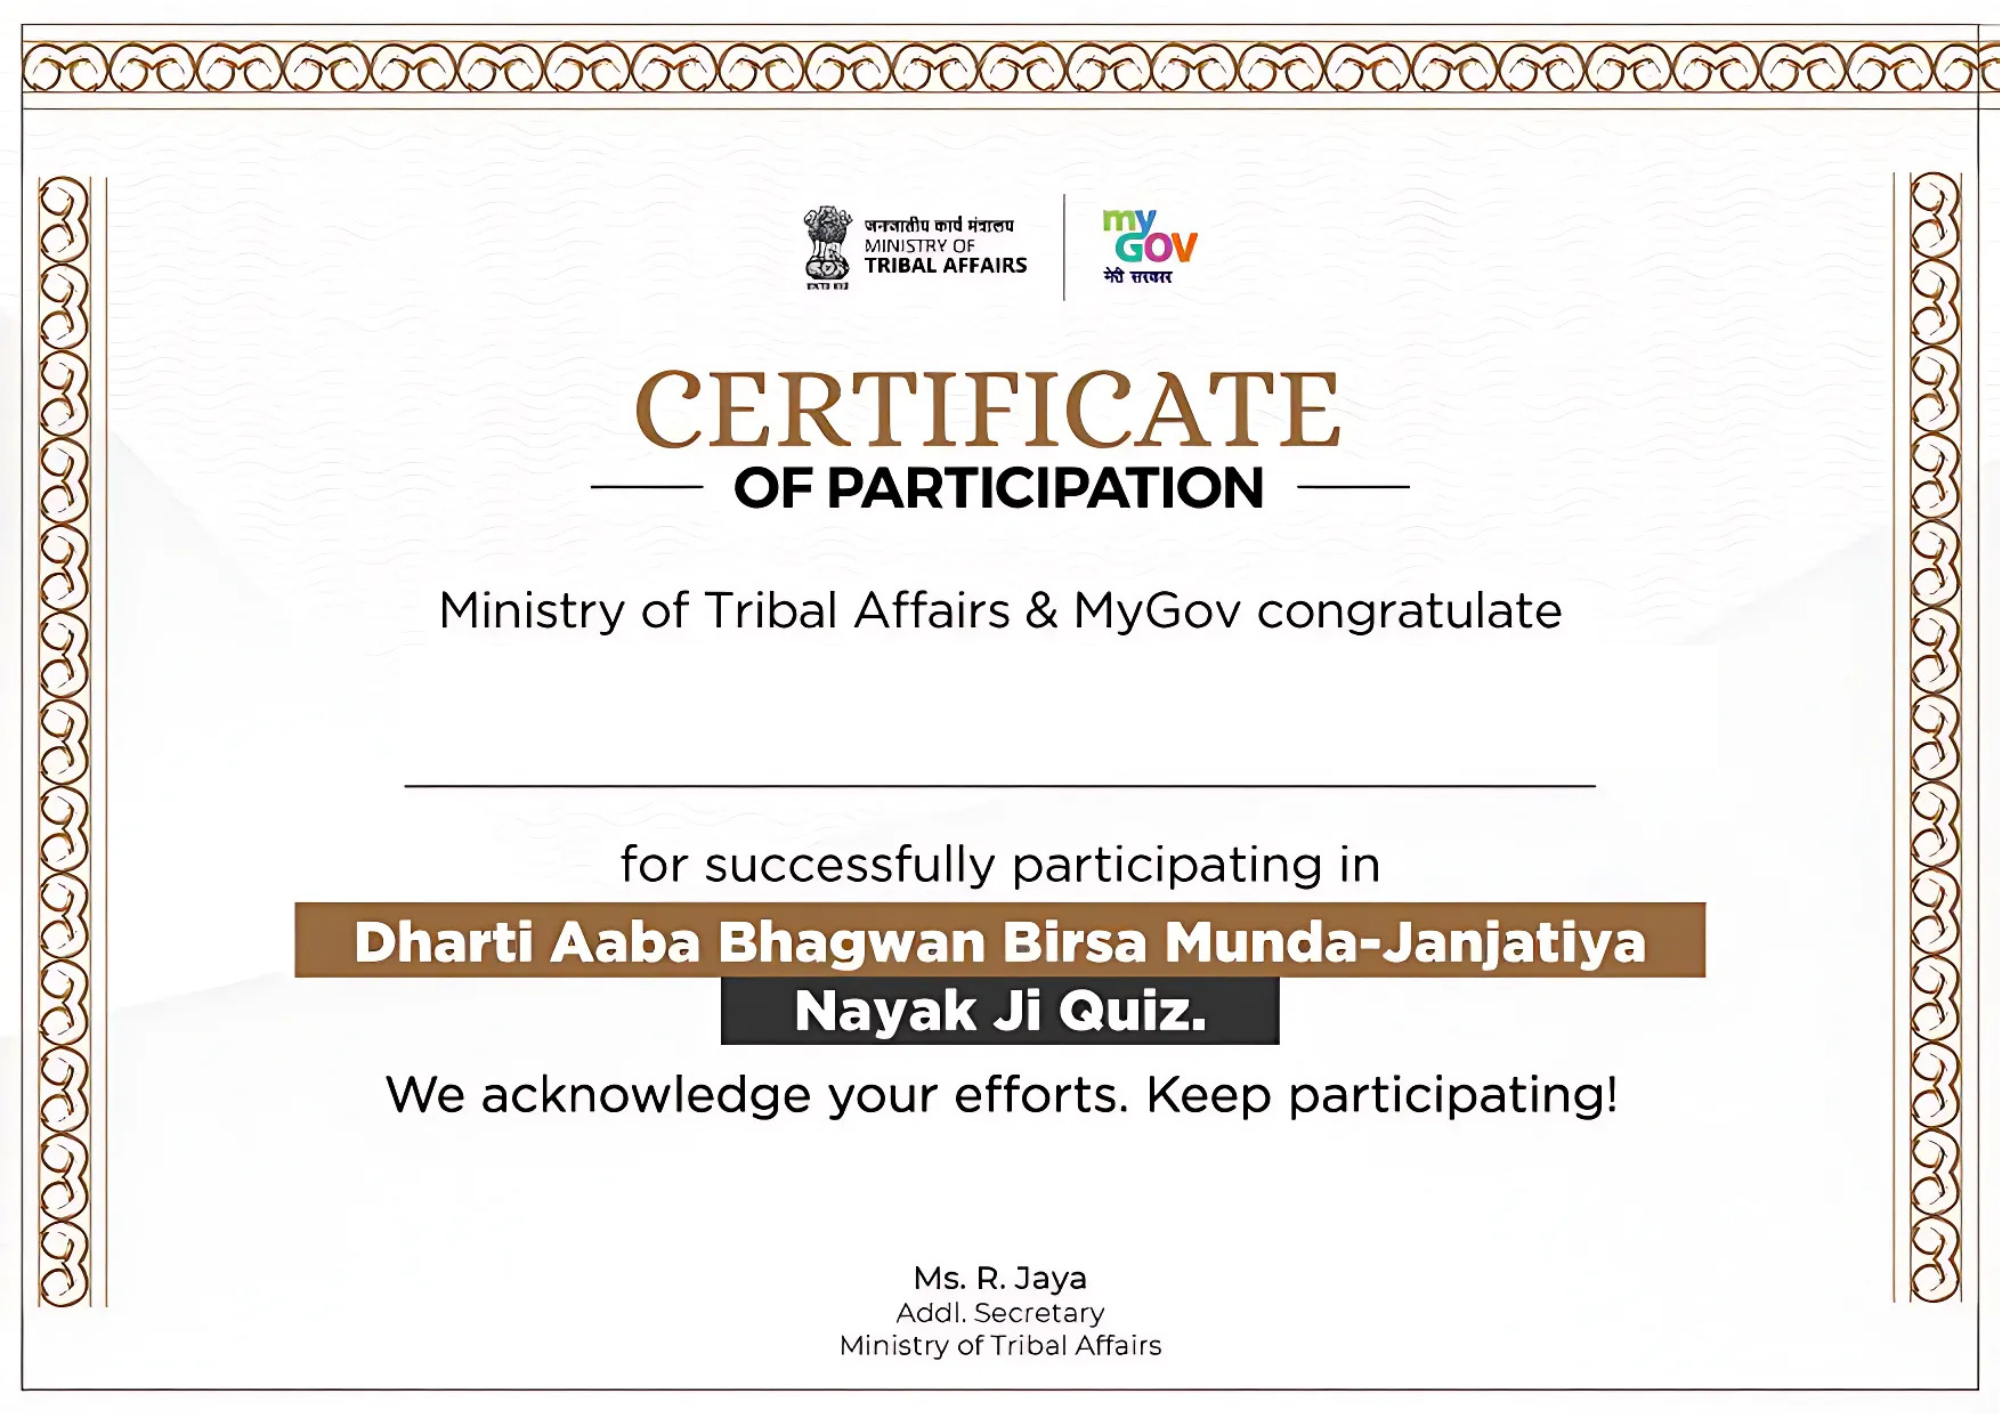 जनजातीय कार्य मंत्रालय
MINISTRY OF
TRIBAL AFFAIRS
my
GOV
मेरी सरकार
CERTIFICATE
OF PARTICIPATION
Ministry of Tribal Affairs & MyGov congratulate
for successfully participating in
Dharti Aaba Bhagwan Birsa Munda-Janjatiya
Nayak Ji Quiz.
We acknowledge your efforts. Keep participating!
Ms. R. Jaya
Addl. Secretary
Ministry of Tribal Affairs